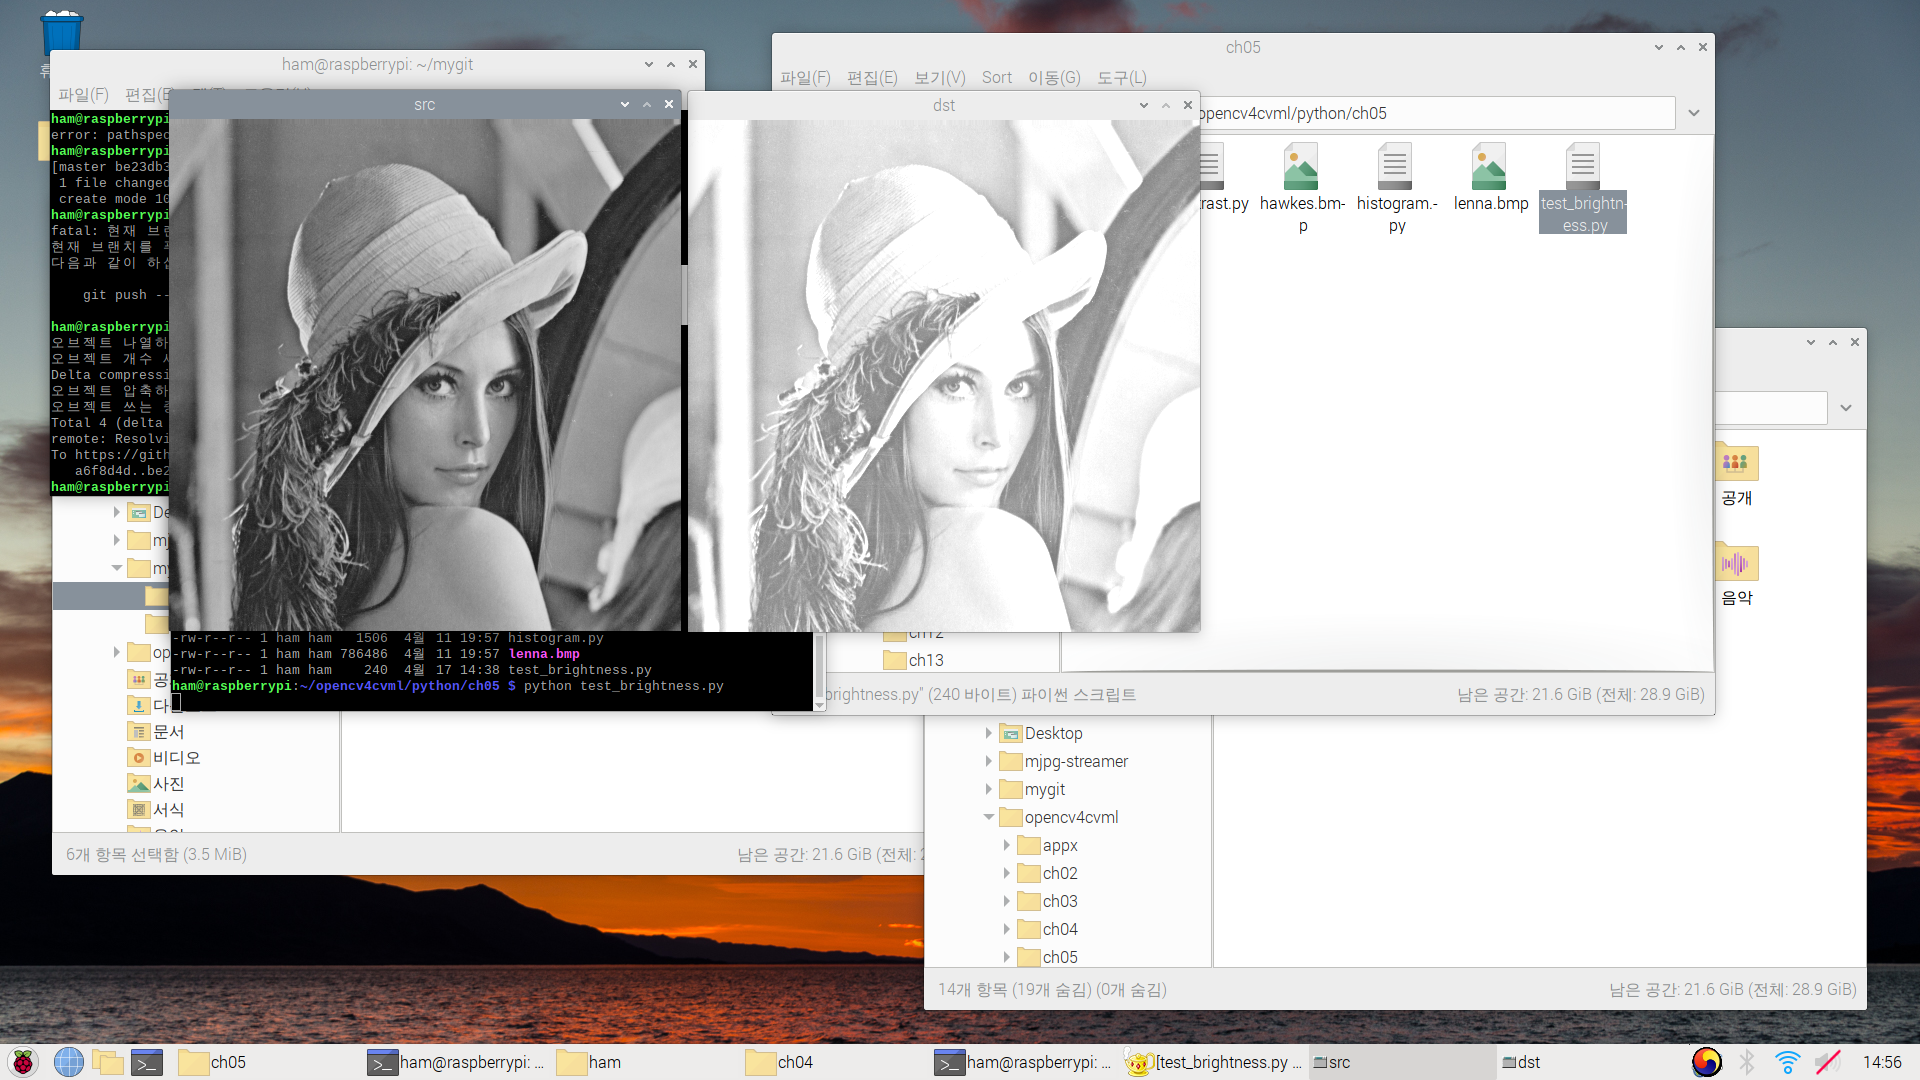 ham@raspberrypi: ~/mygit
파일(F)
ham@raspberrypi
error: pathspec
ham@raspberrypi
[master be23db3
1 file changed
create mode 10
ham@raspberrypi
fatal: 현재 브랜
현재 브랜치를
다음과 같이 하십
git push --
ham@raspberrypi
오브젝트 나열하
오브젝트 개수
Delta compressi
오브젝트 압축하
오브젝트 쓰는
Total 4 (delta
remote: Resolvi
To https://gith
a6f8d4d..be2
ham@raspberrypi
src
dst
-rw-r--r-- 1 ham ham 1506 4월 11 19:57 histogram.py
-rw-r--r-- 1 ham ham 786486 4월 11 19:57 lenna.bmp
-rw-r--r-- 1 ham ham 240 4월 17 14:38 test_brightness.py
ham@raspberrypi:~/opencv4cvml/python/ch05 $ python test_brightness.py
문서
비디오
사진
서식
6개 항목 선택함 (3.5 MiB)
남은 공간: 21.6 GiB (전체:
ch05
파일(F) 편집(E) 보기(V) Sort 이동(G) 도구(L)
opencv4cvml/python/ch05
trast.py
hawkes.bm-
p
histogram.-
py
lenna.bmp
test_brightn-
ess.py
ch12
ch13
brightness.py" (240 바이트) 파이썬 스크립트
남은 공간: 21.6 GiB (전체: 28.9 GiB)
공개
음악
Desktop
mjpg-streamer
mygit
opencv4cvml
appx
ch02
ch03
ch04
ch05
14개 항목 (19개 숨김) (0개 숨김)
남은 공간: 21.6 GiB (전체: 28.9 GiB)
ch05
ham@raspberrypi: ...
ham
ch04
ham@raspberrypi: ...
[test_brightness.py ...
src
dst
14:56